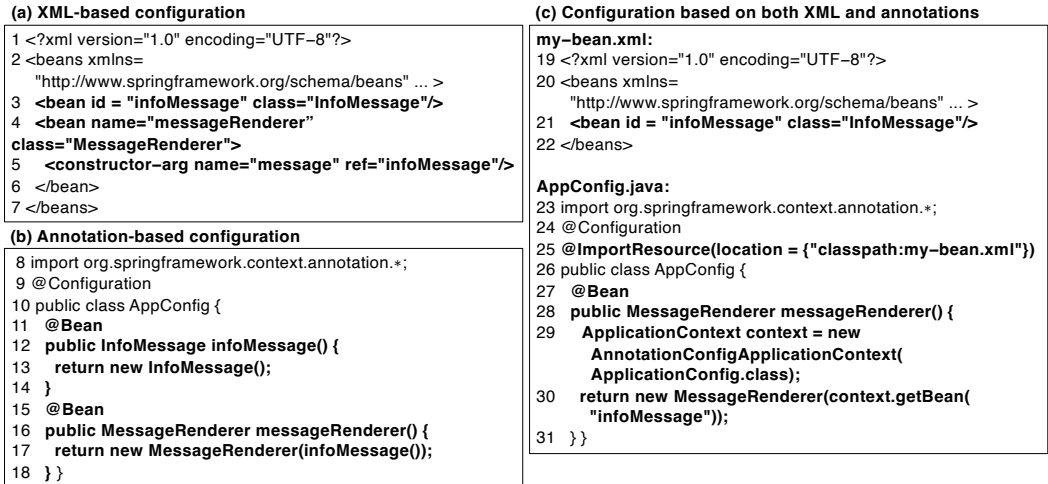 (a) XML-based configuration
1 <?xml version="1.0" encoding="UTF−8"?>
2 <beans xmlns=
"http://www.springframework.org/schema/beans" ... >
3 <bean id = "infoMessage" class="InfoMessage"/>
4 <bean name="messageRenderer”
class="MessageRenderer">
5 <constructor−arg name="message" ref="infoMessage"/>
6 </bean>
7 </beans>
(b) Annotation-based configuration
8 import org.springframework.context.annotation.∗;
9 @Configuration
10 public class AppConfig {
11 @Bean
12 public InfoMessage infoMessage() {
13 return new InfoMessage();
14 }
15 @Bean
16 public MessageRenderer messageRenderer() {
17 return new MessageRenderer(infoMessage());
18 } }
(c) Configuration based on both XML and annotations
my−bean.xml:
19 <?xml version="1.0" encoding="UTF−8"?>
20 <beans xmlns=
"http://www.springframework.org/schema/beans" ... >
21 <bean id = "infoMessage" class="InfoMessage"/>
22 </beans>
AppConfig.java:
23 import org.springframework.context.annotation.∗;
24 @Configuration
25 @ImportResource(location = {"classpath:my−bean.xml"})
26 public class AppConfig {
27 @Bean
28 public MessageRenderer messageRenderer() {
29 ApplicationContext context = new
AnnotationConfigApplicationContext(
ApplicationConfig.class);
30 return new MessageRenderer(context.getBean(
"infoMessage"));
31 } }